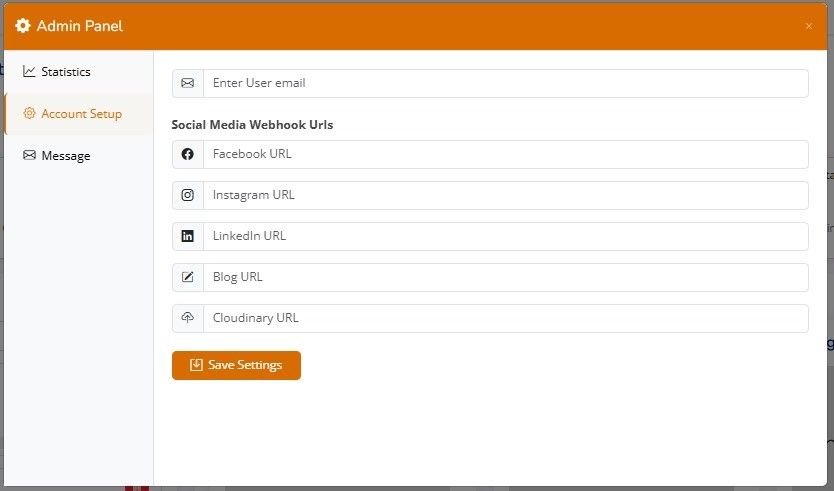 Admin Panel
×
Statistics
Account Setup
Message
Enter User email
Social Media Webhook Urls
Facebook URL
Instagram URL
LinkedIn URL
Blog URL
Cloudinary URL
Save Settings